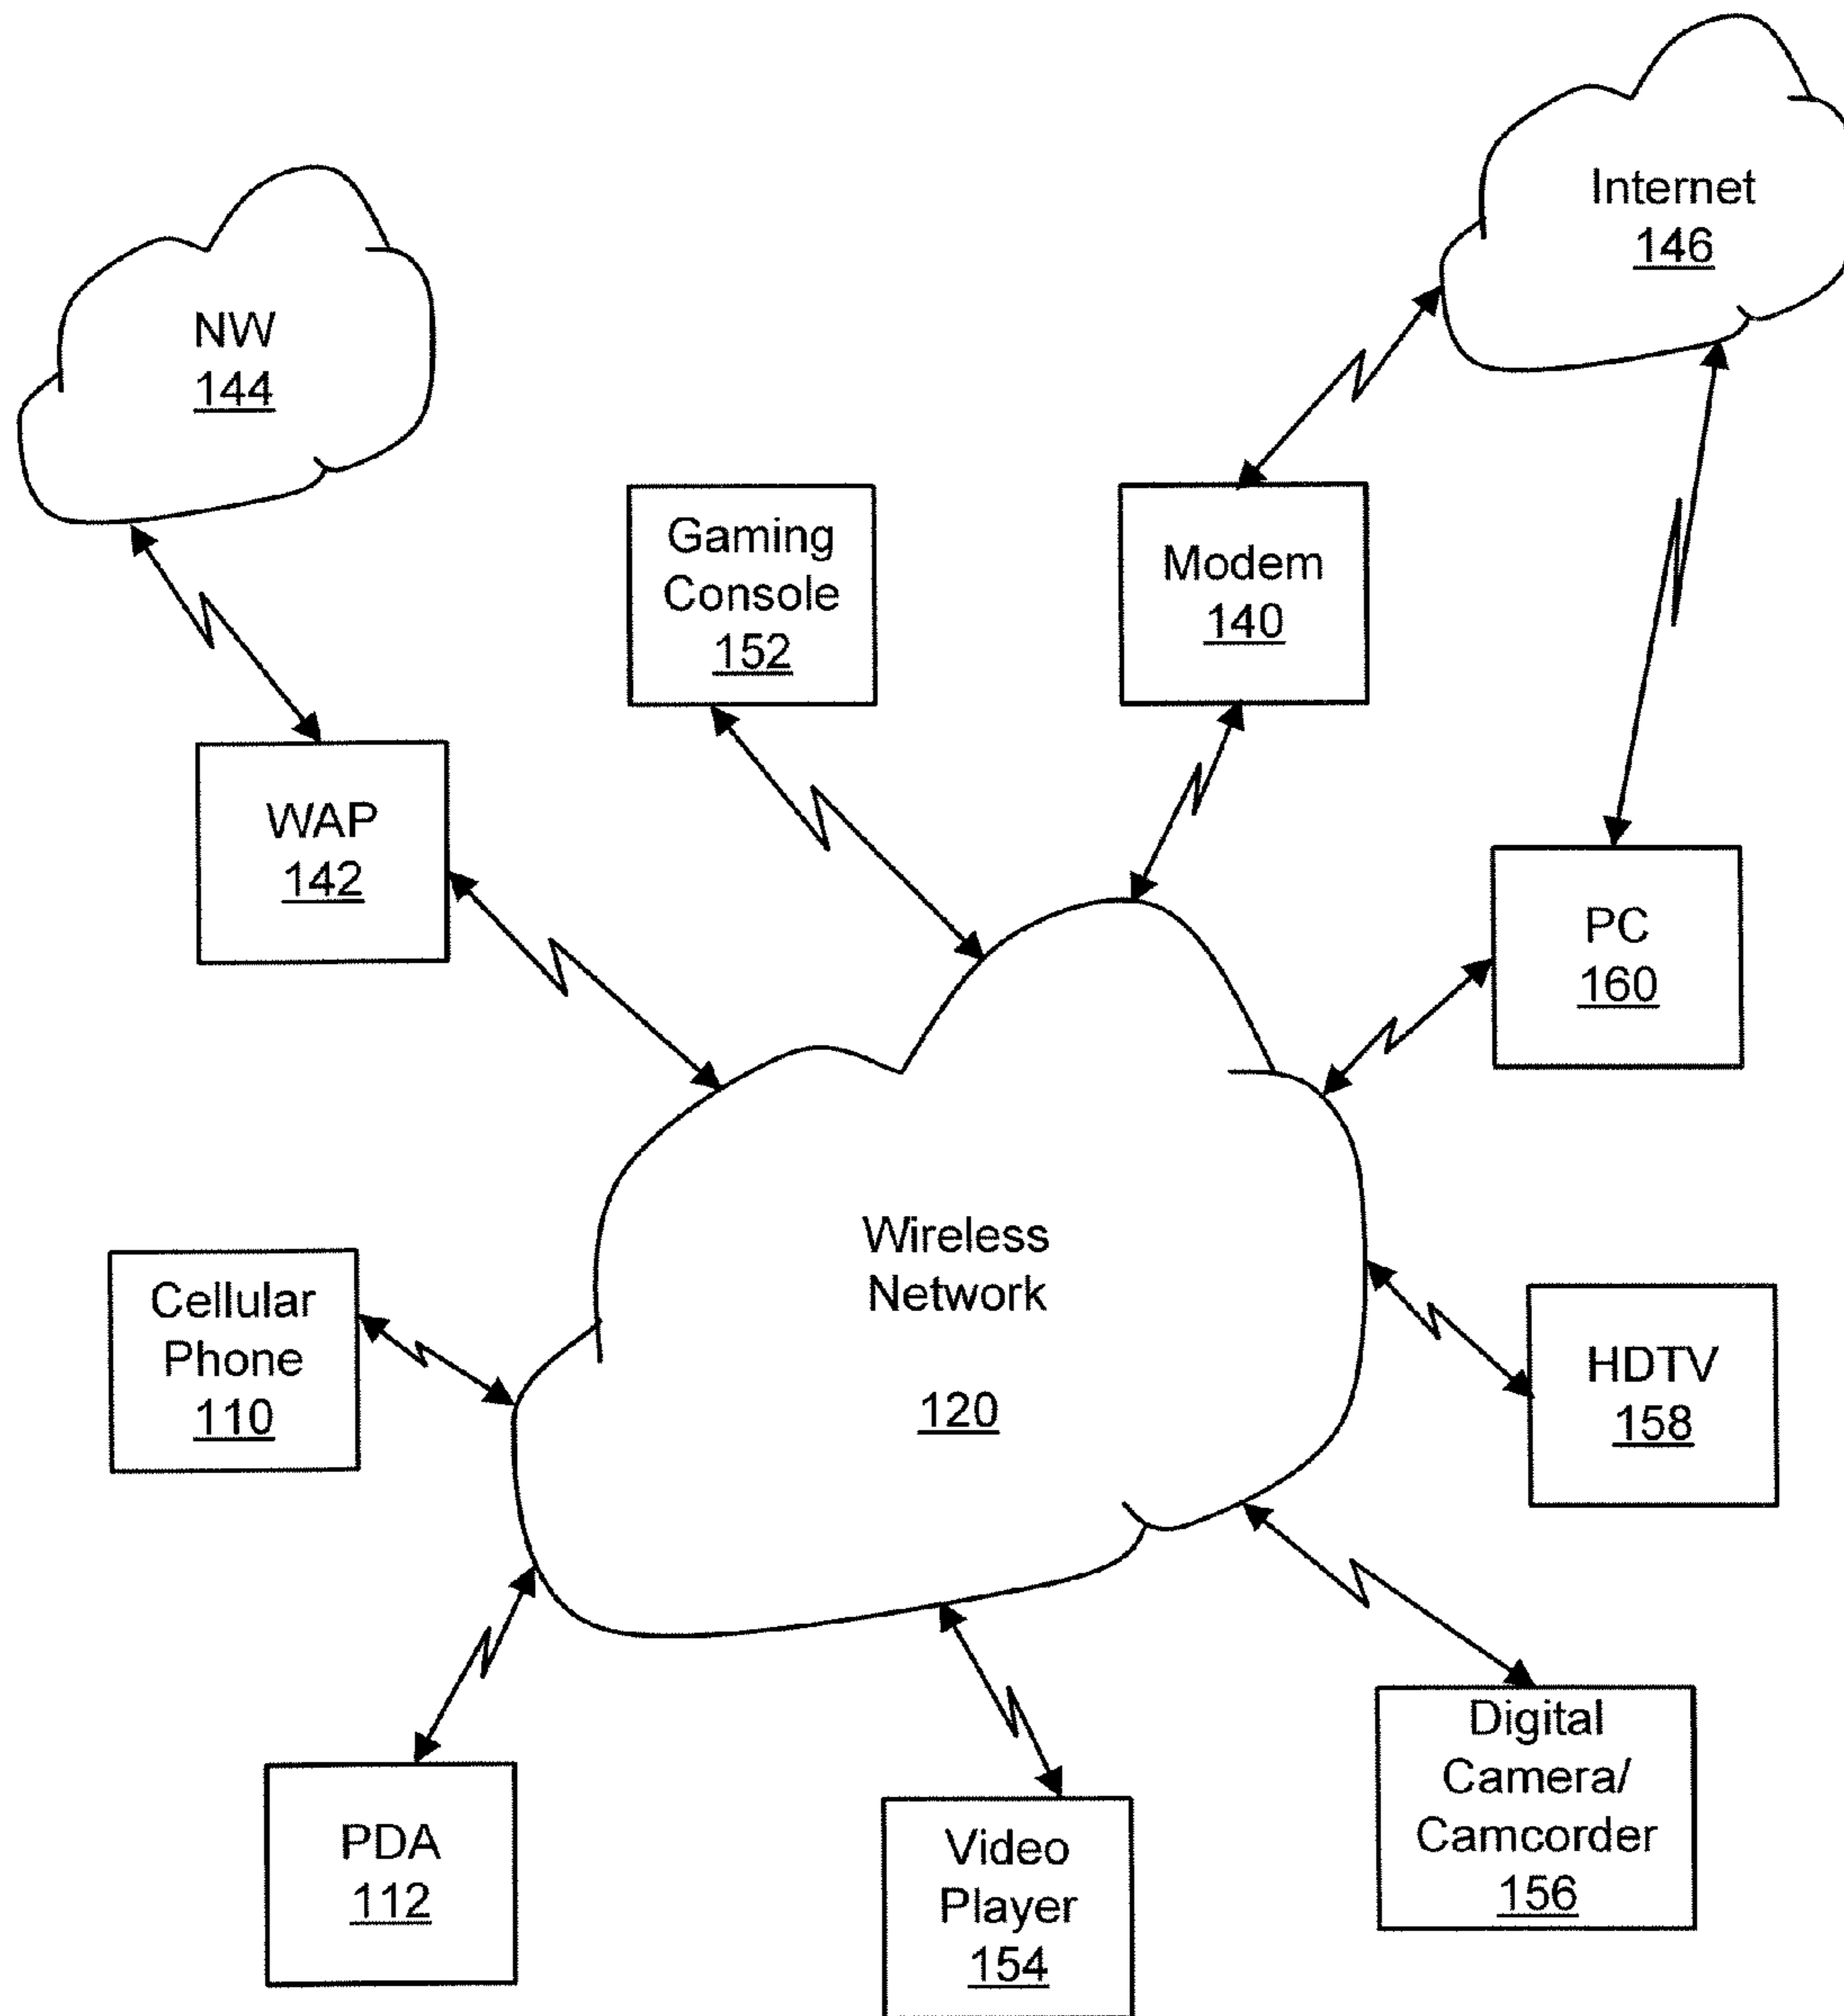 Internet
146
NW
144
Gaming
Console
152
Modem
140
WAP
142
PC
160
Wireless
Network
120
Cellular
Phone
110
HDTV
158
Digital
Camera/
Camcorder
156
PDA
112
Video
Player
154